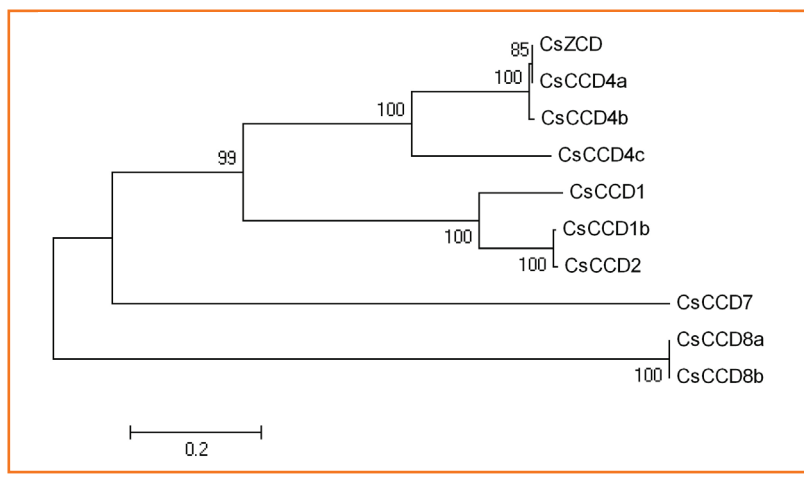 85
CsZCD
100
CsCCD4a
100
CsCCD4b
CsCCD4c
99
CsCCD1
100
CsCCD1b
100
CsCCD2
CsCCD7
CsCCD8a
100
CsCCD8b
0.2